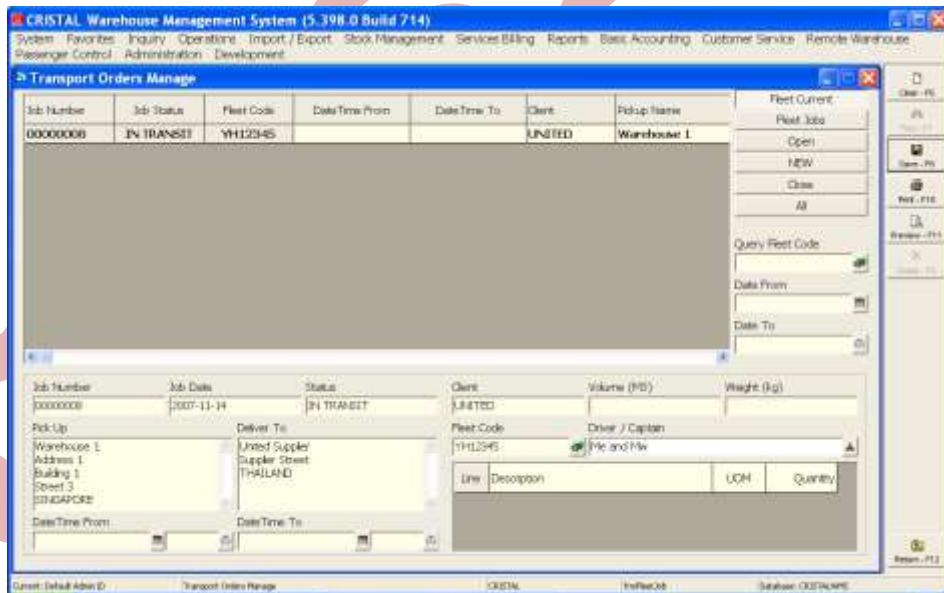 CRISTAL Warehouse Management System (5.398.0 Build 714)
System Favorites Inquiry Operations Import / Export Stock Management Services Billing Reports Basic Accounting Customer Service Remote Warehouse
Passenger Control Administration Development
Transport Orders Manage
Job Number Job Status Fleet Code Date/Time From Date/Time To Client Pickup Name
00000008 IN TRANSIT YH12345 UNITED Warehouse 1
Fleet Current
Fleet Jobs
Open
NEW
Close
All
Query Fleet Code
Date From
Date To
Clear - F5
Save - F9
Print - F10
Preview - F11
Job Number Job Date Status Client Volume (M3) Weight (kg)
00000008 2007-11-14 IN TRANSIT UNITED
Pick Up Deliver To Fleet Code Driver / Captain
YH12345 Me and Mw
Warehouse 1 United Supplier
Address 1 Suppler Street
Building 1 THAILAND
Street 3
SINGAPORE
Line Description UOM Quantity
Date/Time From Date/Time To
Return - F12
Current: Default Admin ID Transport Orders Manage CRISTAL frmFleetJob Database: CRISTALWMS